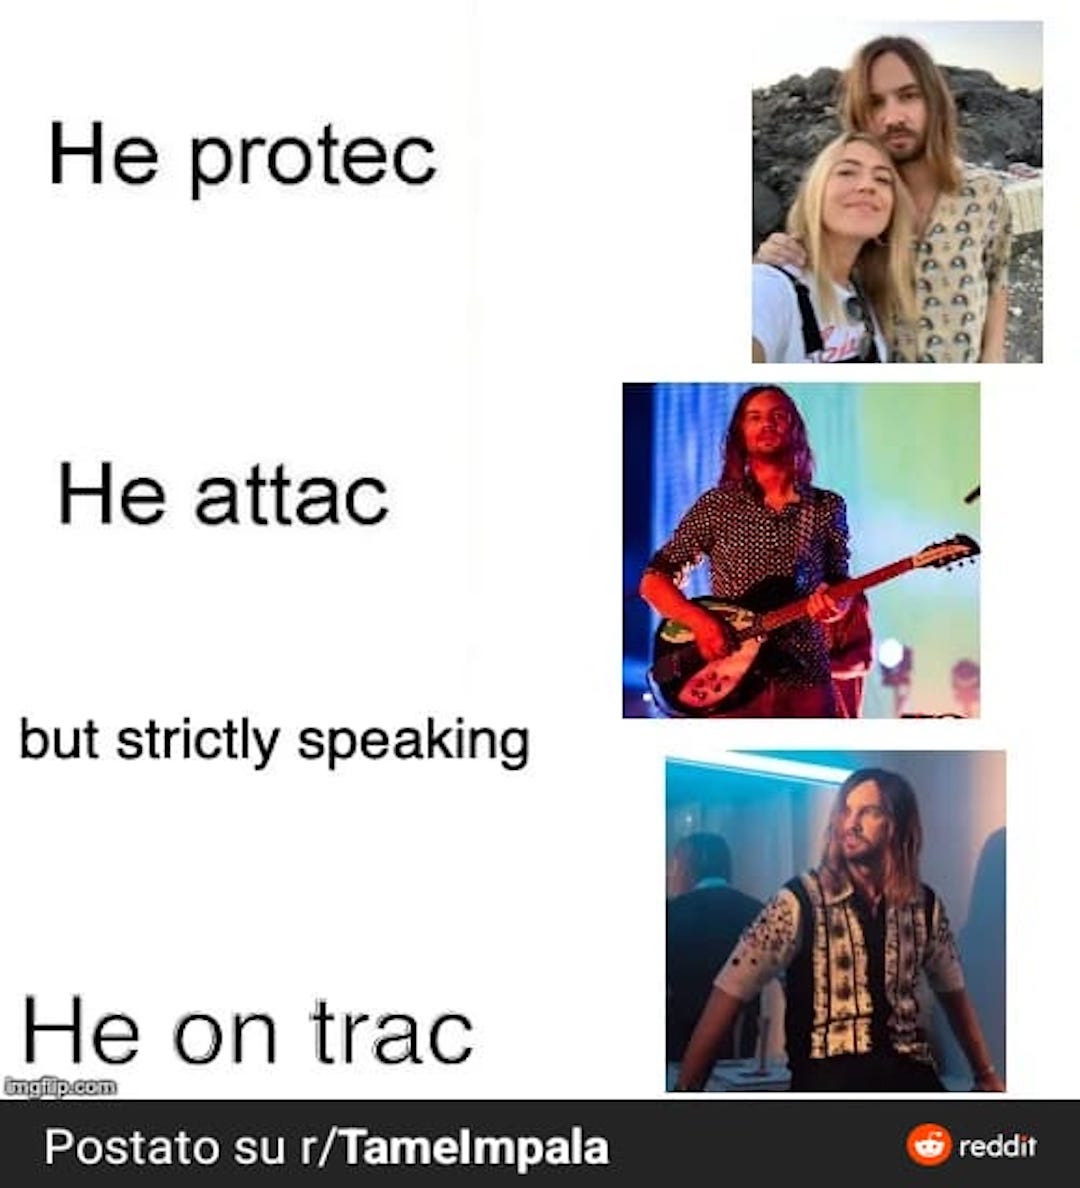 He protec
He attac
but strictly speaking
He on trac
imgflip.com
Postato su r/TameImpala
reddit